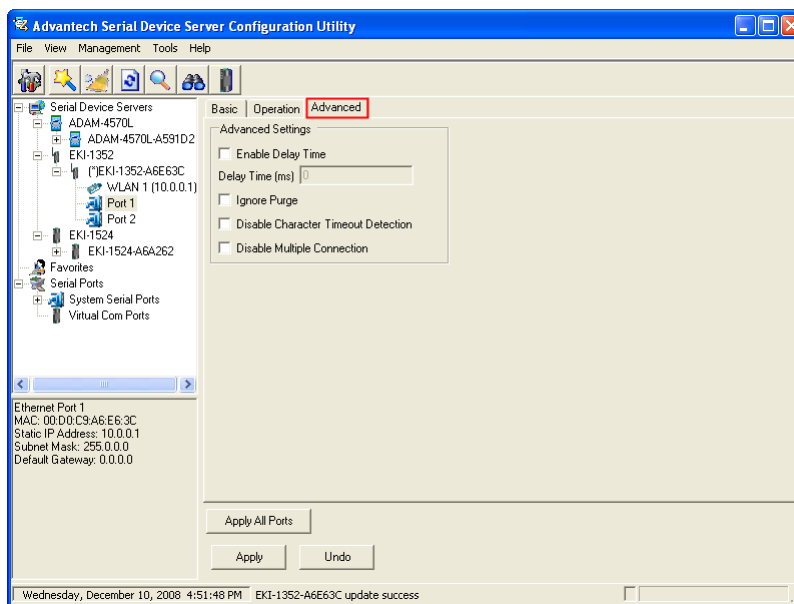 Advantech Serial Device Server Configuration Utility
File View Management Tools Help
Serial Device Servers
ADAM-4570L
ADAM-4570L-A591D2
EKI-1352
(*)EKI-1352-A6E63C
WLAN 1 (10.0.0.1)
Port 1
Port 2
EKI-1524
EKI-1524-A6A262
Favorites
Serial Ports
System Serial Ports
Virtual Com Ports
Ethernet Port 1
MAC: 00:D0:C9:A6:E6:3C
Static IP Address: 10.0.0.1
Subnet Mask: 255.0.0.0
Default Gateway: 0.0.0.0
Basic Operation Advanced
Advanced Settings
Enable Delay Time
Delay Time (ms) 0
Ignore Purge
Disable Character Timeout Detection
Disable Multiple Connection
Apply All Ports
Apply Undo
Wednesday, December 10, 2008 4:51:48 PM EKI-1352-A6E63C update success